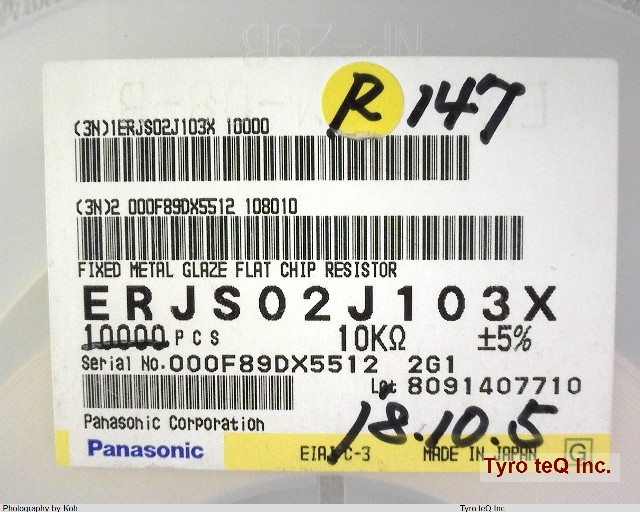 R 147
(3N)1ERJS02J103X 10000
(3N)2 000F89DX5512 108010
FIXED METAL GLAZE FLAT CHIP RESISTOR
ERJS02J103X
10000 PCS 10KΩ ±5%
Serial No.000F89DX5512 2G1
Lot 8091407710
Panasonic Corporation
18.10.5
Panasonic EIAJ C-3 MADE IN JAPAN G
Tyro teQ Inc.
Photography by Koh Tyro teQ Inc